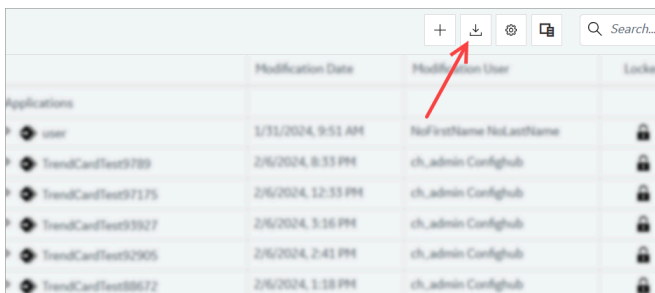 Search...
Modification Date Modification User Locke
Applications
user 1/31/2024, 9:51 AM NoFirstName NoLastName
TrendCardTest9789 2/6/2024, 8:33 PM ch_admin Confighub
TrendCardTest97175 2/6/2024, 12:33 PM ch_admin Confighub
TrendCardTest93927 2/6/2024, 3:16 PM ch_admin Confighub
TrendCardTest92905 2/6/2024, 2:41 PM ch_admin Confighub
TrendCardTest88672 2/6/2024, 1:18 PM ch_admin Confighub